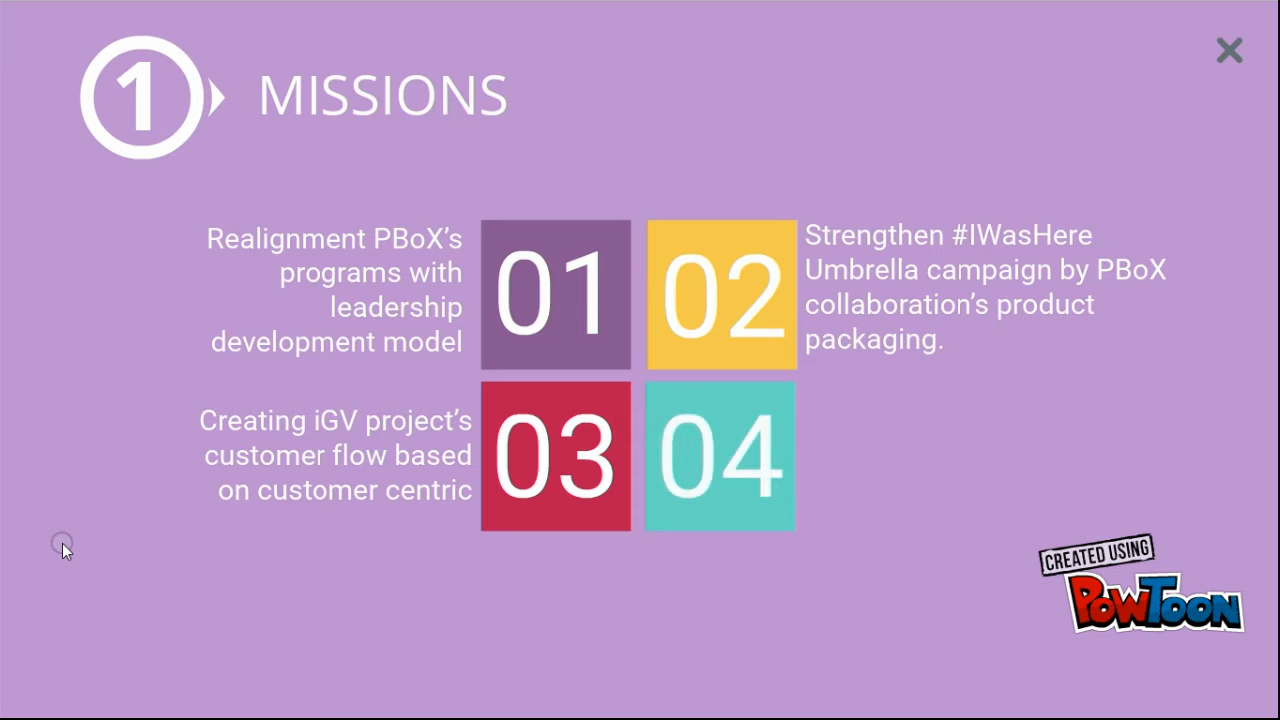 1
MISSIONS
Realignment PBoX's
programs with
leadership
development model
01
02
Strengthen #IWasHere
Umbrella campaign by PBoX
collaboration's product
packaging.
Creating iGV project's
customer flow based
on customer centric
03
04
CREATED USING
POWTOON